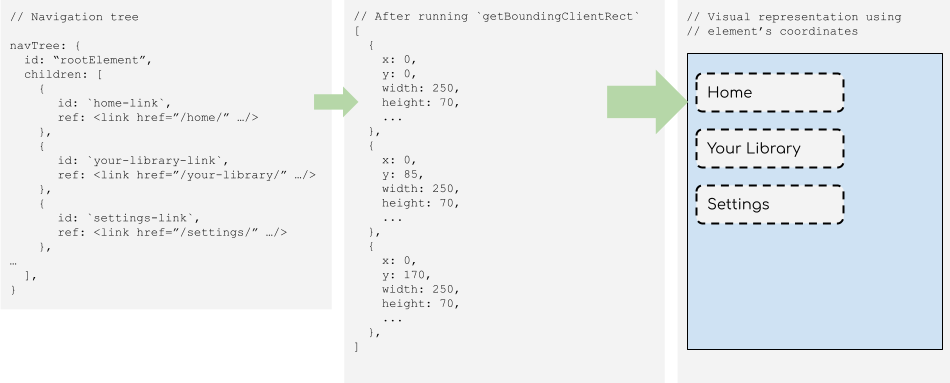 // Navigation tree
navTree: {
id: “rootElement”,
children: [
{
id: `home-link`,
ref: <link href=”/home/” …/>
},
{
id: `your-library-link`,
ref: <link href=”/your-library/” …/>
},
{
id: `settings-link`,
ref: <link href=”/settings/” …/>
},
…
],
}
// After running `getBoundingClientRect`
[
{
x: 0,
y: 0,
width: 250,
height: 70,
...
},
{
x: 0,
y: 85,
width: 250,
height: 70,
...
},
{
x: 0,
y: 170,
width: 250,
height: 70,
...
},
]
// Visual representation using
// element’s coordinates
Home
Your Library
Settings